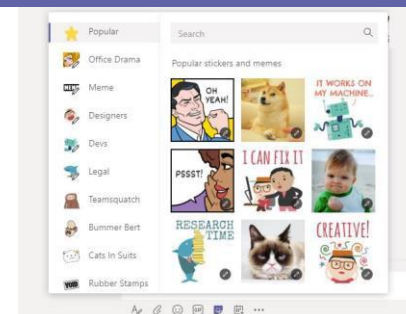 Popular
Office Drama
Meme
Designers
Devs
Legal
Teamsquatch
Bummer Bert
Cats In Suits
Rubber Stamps
Search
Popular stickers and memes
OH
YEAH!
IT WORKS ON
MY MACHINE...
PSSST!
I CAN FIX IT
RESEARCH
TIME
CREATIVE!
GIF